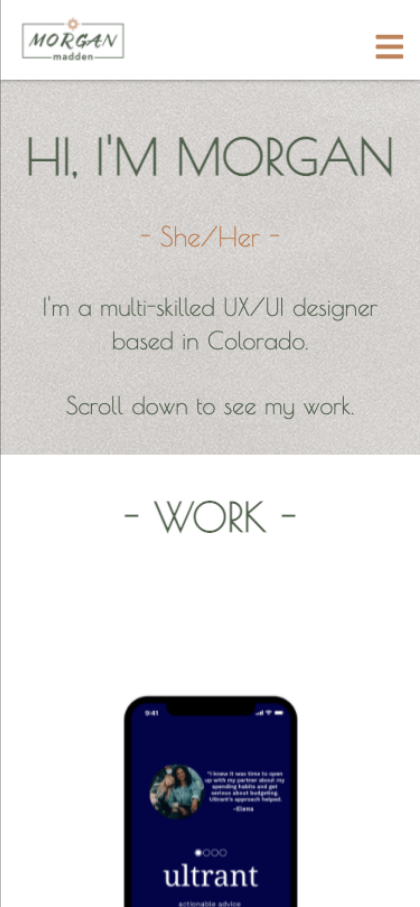 MORGAN
madden
HI, I'M MORGAN
- She/Her -
I'm a multi-skilled UX/UI designer
based in Colorado.
Scroll down to see my work.
- WORK -
9:41
"I knew it was time to open
up with my partner about my
spending habits and get
serious about budgeting.
Ultrant's approach helped.
-Elana
ultrant
actionable advice